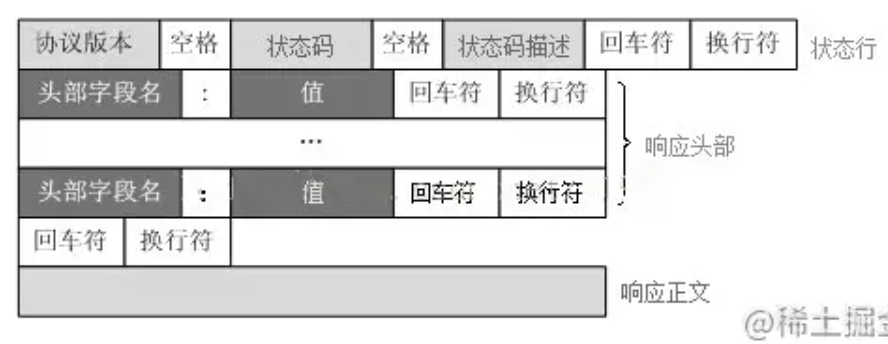 协议版本 空格 状态码 空格 状态码描述 回车符 换行符 状态行
头部字段名 : 值 回车符 换行符
...
响应头部
头部字段名 : 值 回车符 换行符
回车符 换行符
响应正文
@稀土掘金